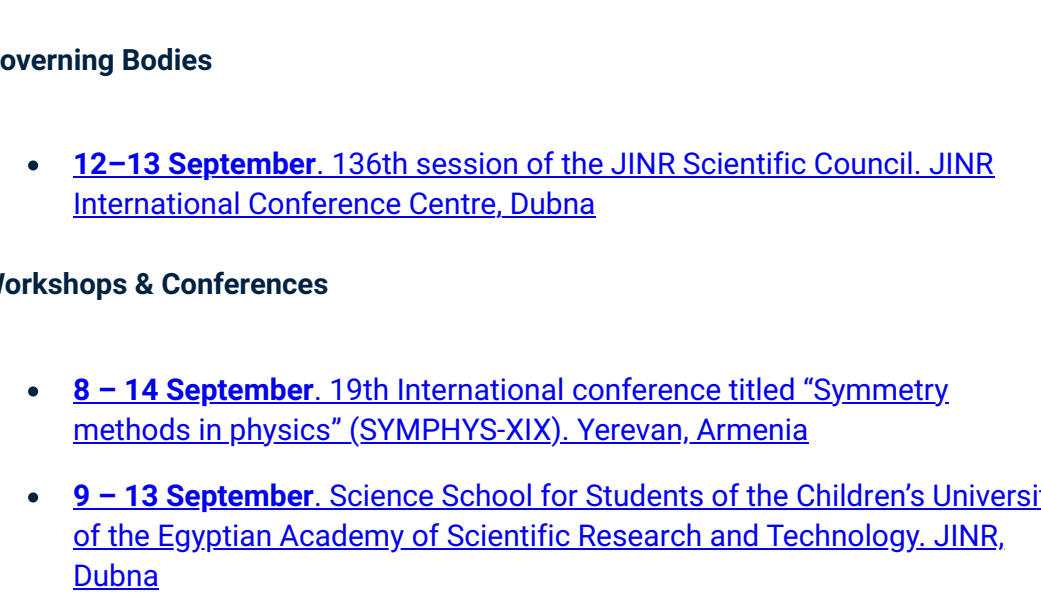 overning Bodies
12–13 September. 136th session of the JINR Scientific Council. JINR
International Conference Centre, Dubna
orkshops & Conferences
8 – 14 September. 19th International conference titled “Symmetry
methods in physics” (SYMPHYS-XIX). Yerevan, Armenia
9 – 13 September. Science School for Students of the Children’s Universi
of the Egyptian Academy of Scientific Research and Technology. JINR,
Dubna